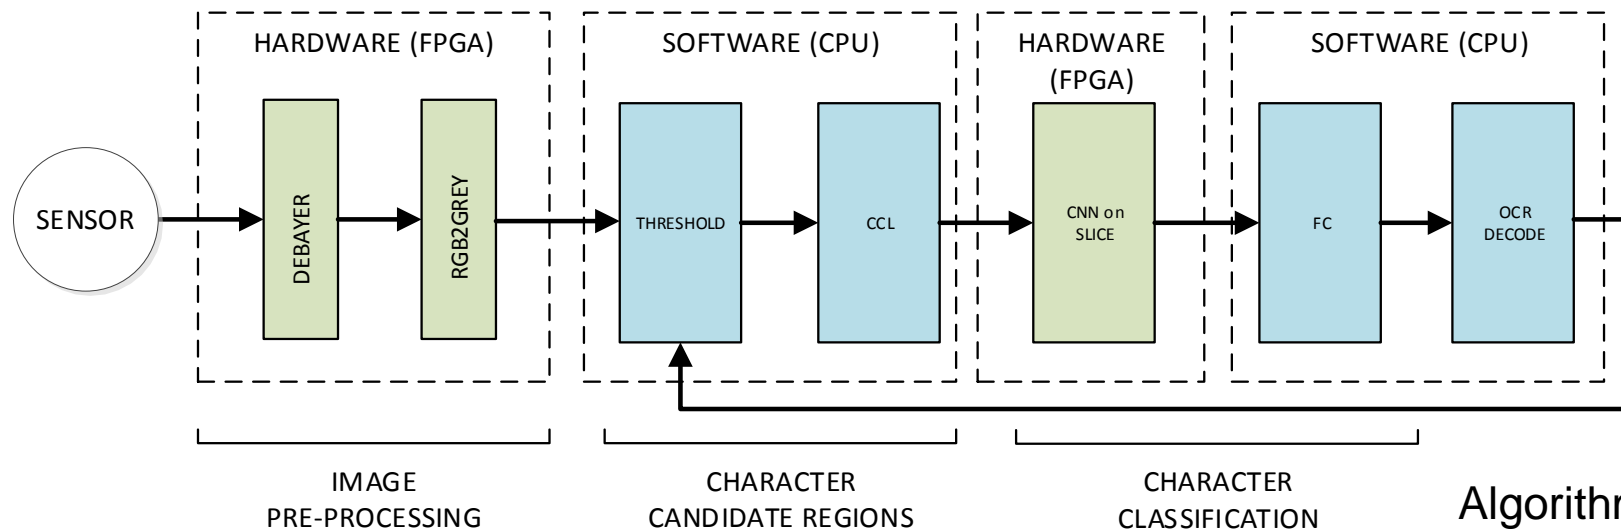 HARDWARE (FPGA)
SOFTWARE (CPU)
HARDWARE
(FPGA)
SOFTWARE (CPU)
SENSOR
DEBAYER
RGB2GREY
THRESHOLD
CCL
CNN on
SLICE
FC
OCR
DECODE
IMAGE
PRE-PROCESSING
CHARACTER
CANDIDATE REGIONS
CHARACTER
CLASSIFICATION